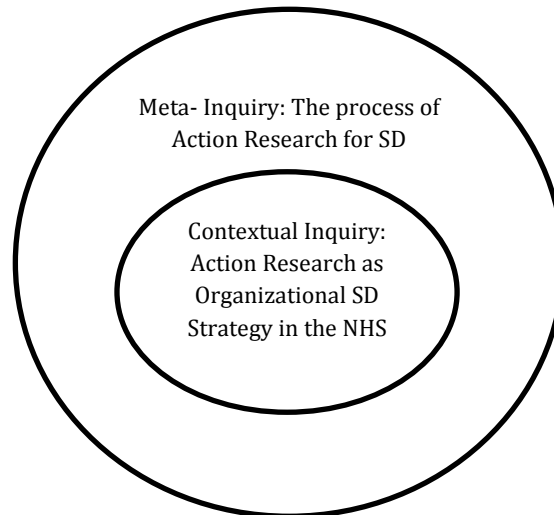 Meta- Inquiry: The process of
Action Research for SD
Contextual Inquiry:
Action Research as
Organizational SD
Strategy in the NHS